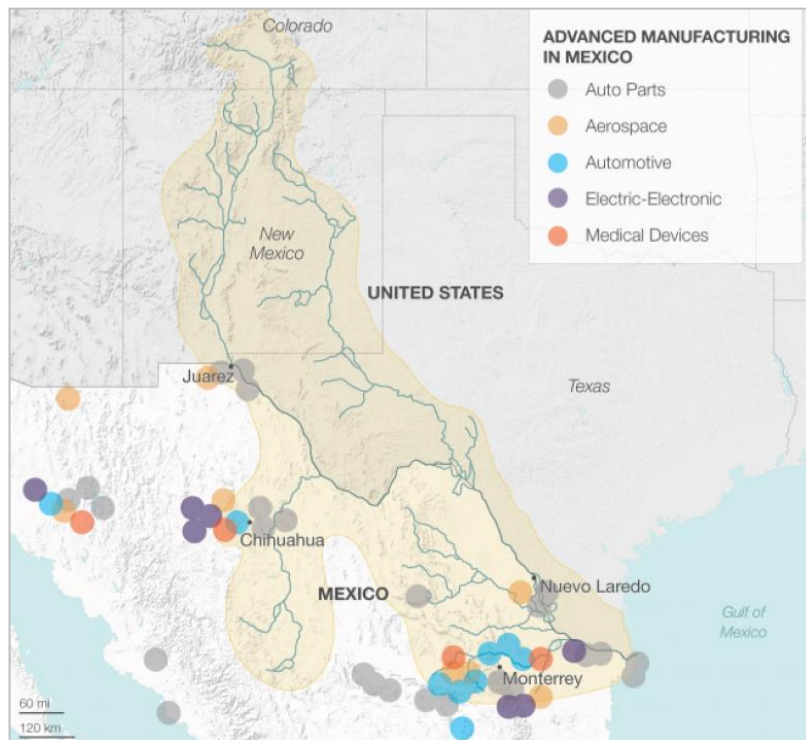 Colorado
ADVANCED MANUFACTURING
IN MEXICO
Auto Parts
Aerospace
Automotive
Electric-Electronic
Medical Devices
New
Mexico
UNITED STATES
Juarez
Texas
Chihuahua
MEXICO
Nuevo Laredo
Gulf of
Mexico
Monterrey
60 mi
120 km